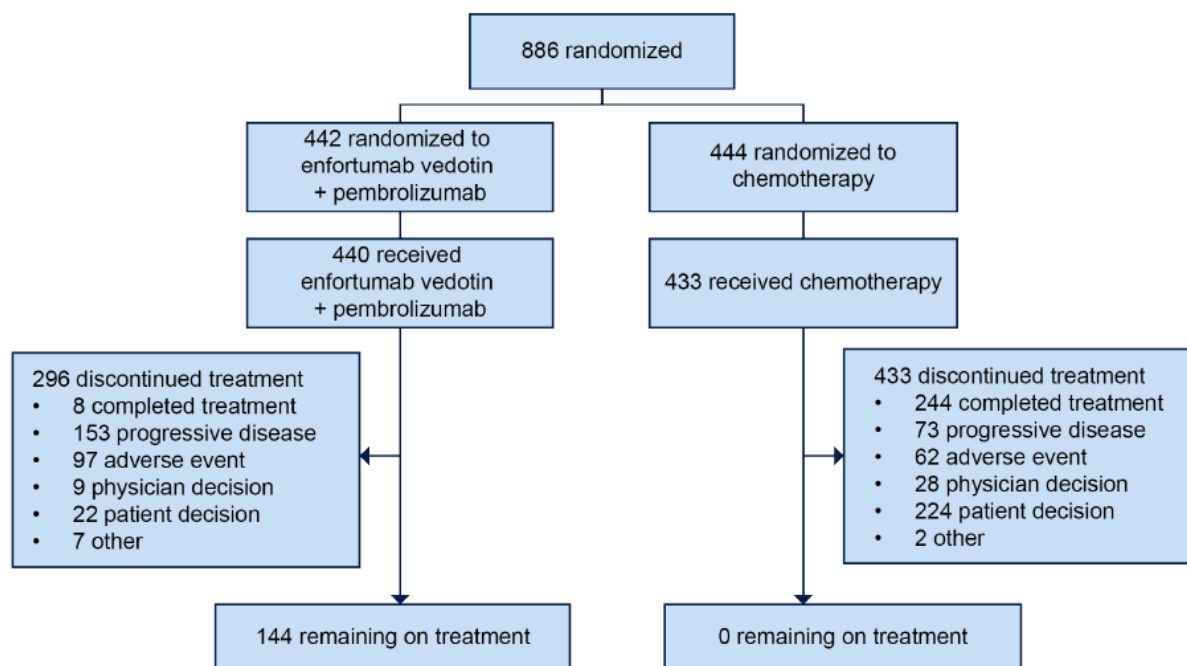 886 randomized
442 randomized to
enfortumab vedotin
+ pembrolizumab
444 randomized to
chemotherapy
440 received
enfortumab vedotin
+ pembrolizumab
433 received chemotherapy
296 discontinued treatment
• 8 completed treatment
• 153 progressive disease
• 97 adverse event
• 9 physician decision
• 22 patient decision
• 7 other
433 discontinued treatment
• 244 completed treatment
• 73 progressive disease
• 62 adverse event
• 28 physician decision
• 224 patient decision
• 2 other
144 remaining on treatment
0 remaining on treatment